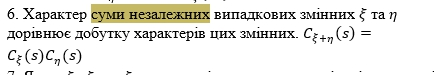 6. Характер суми незалежних випадкових змінних ξ та η
дорівнює добутку характерів цих змінних. C_{ξ+η}(s) =
C_ξ(s)C_η(s)